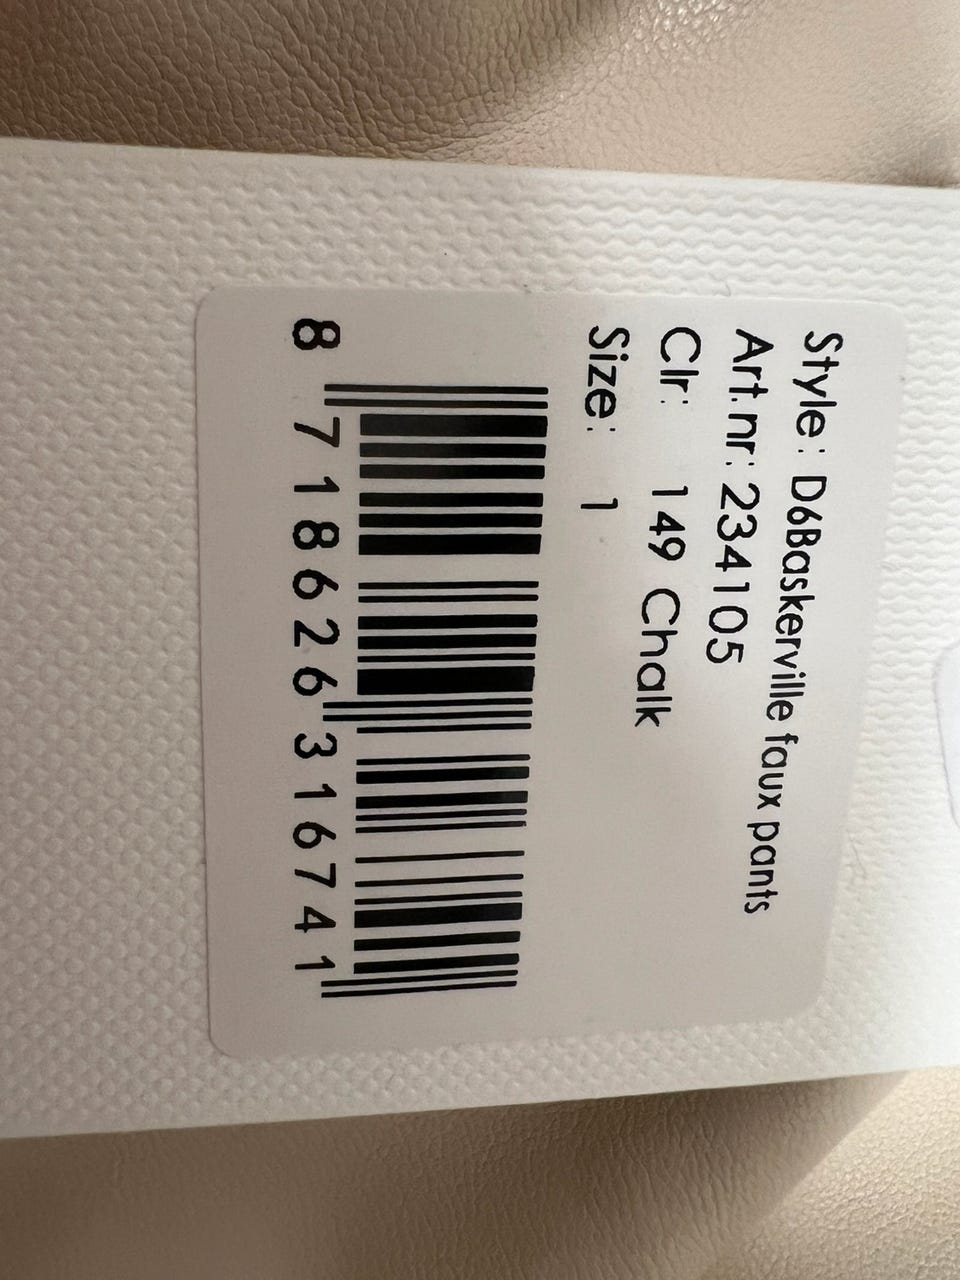 Style: D6Baskerville faux pants
Art.nr: 234105
Clr: 149 Chalk
Size: 1
8 718626 316741